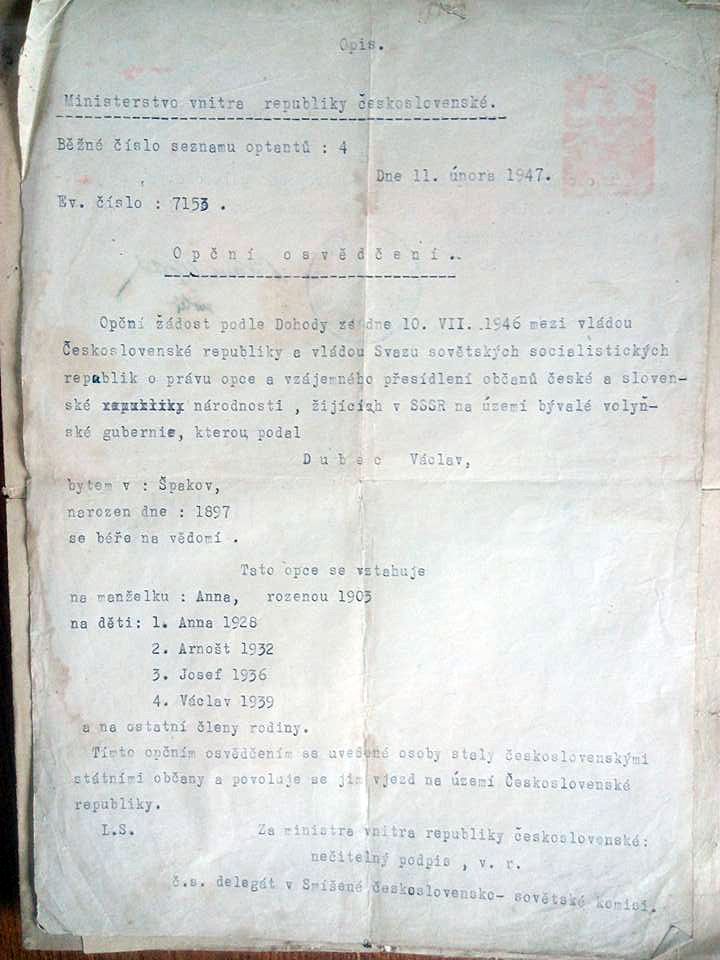 Opis.
Ministerstvo vnitra republiky československé.
Běžné číslo seznamu optantů : 4
Dne 11. února 1947.
Ev. číslo : 7153 .
Opční osvědčení.
Opční žádost podle Dohody ze dne 10. VII. 1946 mezi vládou
Československé republiky a vládou Svazu sovětských socialistických
republik o právu opce a vzájemného přesídlení občanů české a sloven-
ské republiky národnosti , žijících v SSSR na území bývalé volyň-
ské gubernie, kterou podal
Dubec Václav,
bytem v : Špakov,
narozen dne : 1897
se béře na vědomí .
Tato opce se vztahuje
na manželku : Anna, rozenou 1903
na děti: 1. Anna 1928
2. Arnošt 1932
3. Josef 1936
4. Václav 1939
a na ostatní členy rodiny.
Tímto opčním osvědčením se uvedené osoby staly československými
státními občany a povoluje se jim vjezd na území Československé
republiky.
L.S. Za ministra vnitra republiky československé:
nečitelný podpis , v. r.
č.s. delegát v Smíšené československo- sovětské komisi.